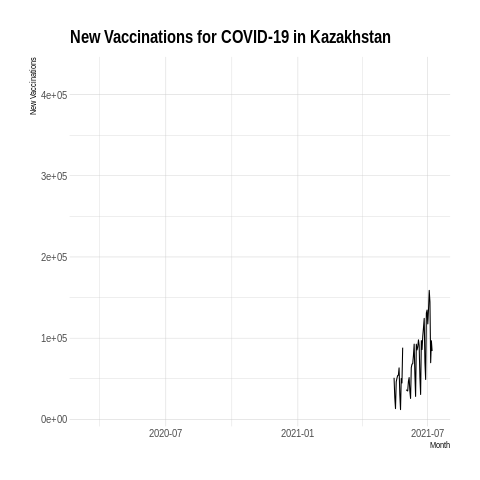 New Vaccinations for COVID-19 in Kazakhstan
New Vaccinations
4e+05
3e+05
2e+05
1e+05
0e+00
2020-07
2021-01
2021-07
Month